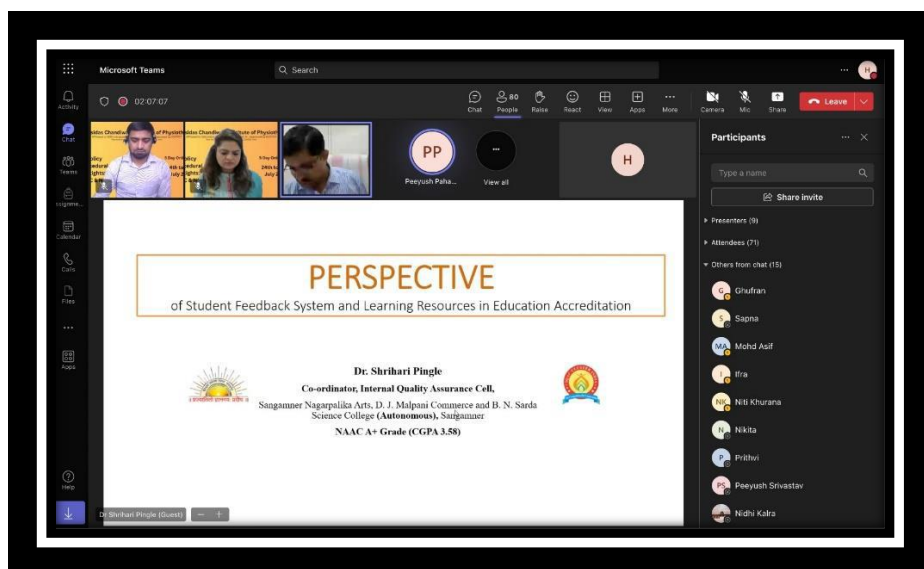 Microsoft Teams
Search
H
02:07:07
Chat
80
People
Raise
React
View
Apps
More
Camera
Mic
Share
Leave
Activity
Chat
Teams
Calendar
Calls
Files
Apps
Help
PP
Peeyush Paha...
View all
H
PERSPECTIVE
of Student Feedback System and Learning Resources in Education Accreditation
Dr. Shrihari Pingle
Co-ordinator, Internal Quality Assurance Cell,
Sangamner Nagarpalika Arts, D. J. Malpani Commerce and B. N. Sarda
Science College (Autonomous), Sangamner
NAAC A+ Grade (CGPA 3.58)
Dr Shrihari Pingle (Guest)
Participants
Type a name
Share invite
Presenters (9)
Attendees (71)
Others from chat (15)
G
Ghufran
S
Sapna
MA
Mohd Asif
I
Ifra
NK
Niti Khurana
N
Nikita
P
Prithvi
PS
Peeyush Srivastav
Nidhi Kalra